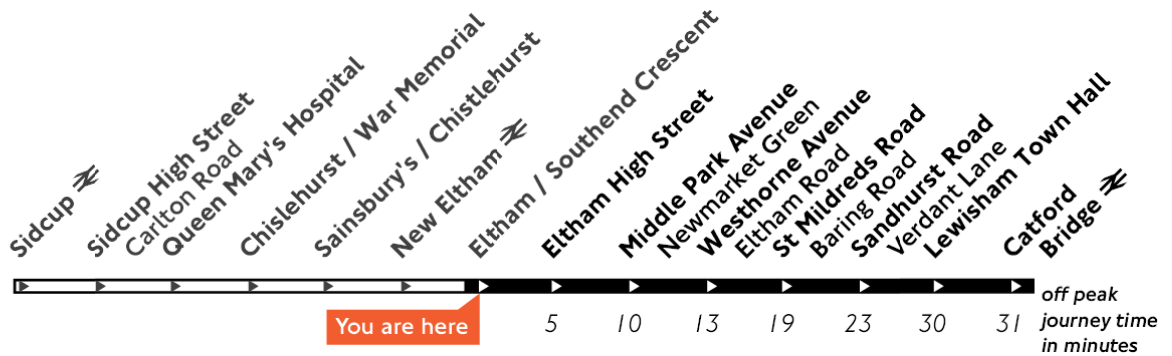 Sidcup
Sidcup High Street
Carlton Road
Queen Mary's Hospital
Chislehurst / War Memorial
Sainsbury's / Chistlehurst
New Eltham
Eltham / Southend Crescent
Eltham High Street
Middle Park Avenue
Newmarket Green
Westhorne Avenue
Eltham Road
St Mildreds Road
Baring Road
Sandhurst Road
Verdant Lane
Lewisham Town Hall
Catford
Bridge
You are here
5 10 13 19 23 30 31
off peak
journey time
in minutes